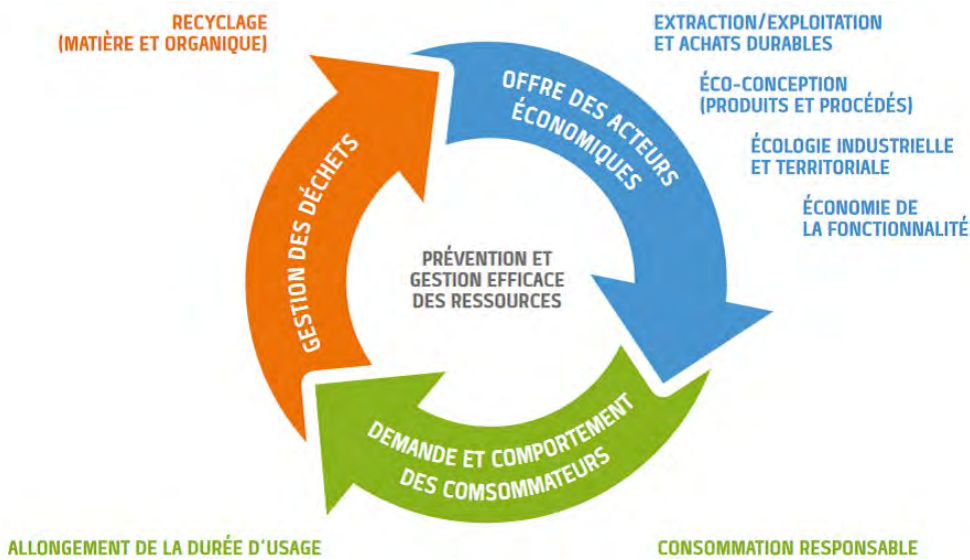 RECYCLAGE
(MATIÈRE ET ORGANIQUE)
EXTRACTION/EXPLOITATION
ET ACHATS DURABLES
ÉCO-CONCEPTION
(PRODUITS ET PROCÉDÉS)
ÉCOLOGIE INDUSTRIELLE
ET TERRITORIALE
ÉCONOMIE DE
LA FONCTIONNALITÉ
OFFRE DES ACTEURS
ÉCONOMIQUES
GESTION DES DÉCHETS
PRÉVENTION ET
GESTION EFFICACE
DES RESSOURCES
DEMANDE ET COMPORTEMENT
DES COMSOMMATEURS
ALLONGEMENT DE LA DURÉE D'USAGE
CONSOMMATION RESPONSABLE